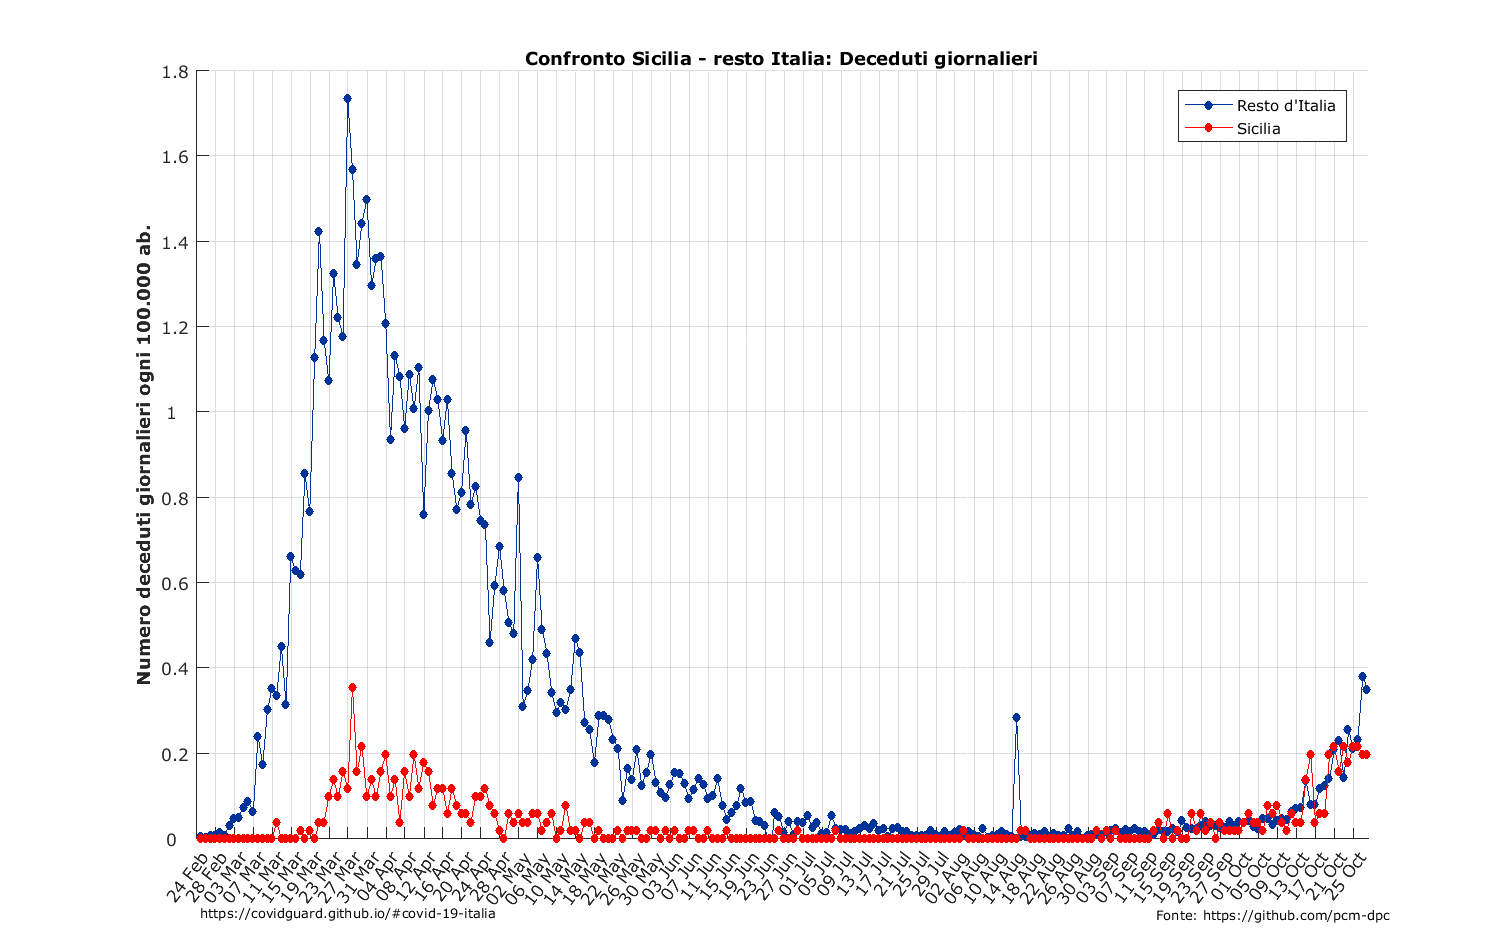 Confronto Sicilia - resto Italia: Deceduti giornalieri
Numero deceduti giornalieri ogni 100.000 ab.
1.8
1.6
1.4
1.2
1
0.8
0.6
0.4
0.2
0
Resto d'Italia
Sicilia
24 Feb
28 Feb
03 Mar
07 Mar
11 Mar
15 Mar
19 Mar
23 Mar
27 Mar
31 Mar
04 Apr
08 Apr
12 Apr
16 Apr
20 Apr
24 Apr
28 Apr
02 May
06 May
10 May
14 May
18 May
22 May
26 May
30 May
03 Jun
07 Jun
11 Jun
15 Jun
19 Jun
23 Jun
27 Jun
01 Jul
05 Jul
09 Jul
13 Jul
17 Jul
21 Jul
25 Jul
29 Jul
02 Aug
06 Aug
10 Aug
14 Aug
18 Aug
22 Aug
26 Aug
30 Aug
03 Sep
07 Sep
11 Sep
15 Sep
19 Sep
23 Sep
27 Sep
01 Oct
05 Oct
09 Oct
13 Oct
17 Oct
21 Oct
25 Oct
https://covidguard.github.io/#covid-19-italia
Fonte: https://github.com/pcm-dpc